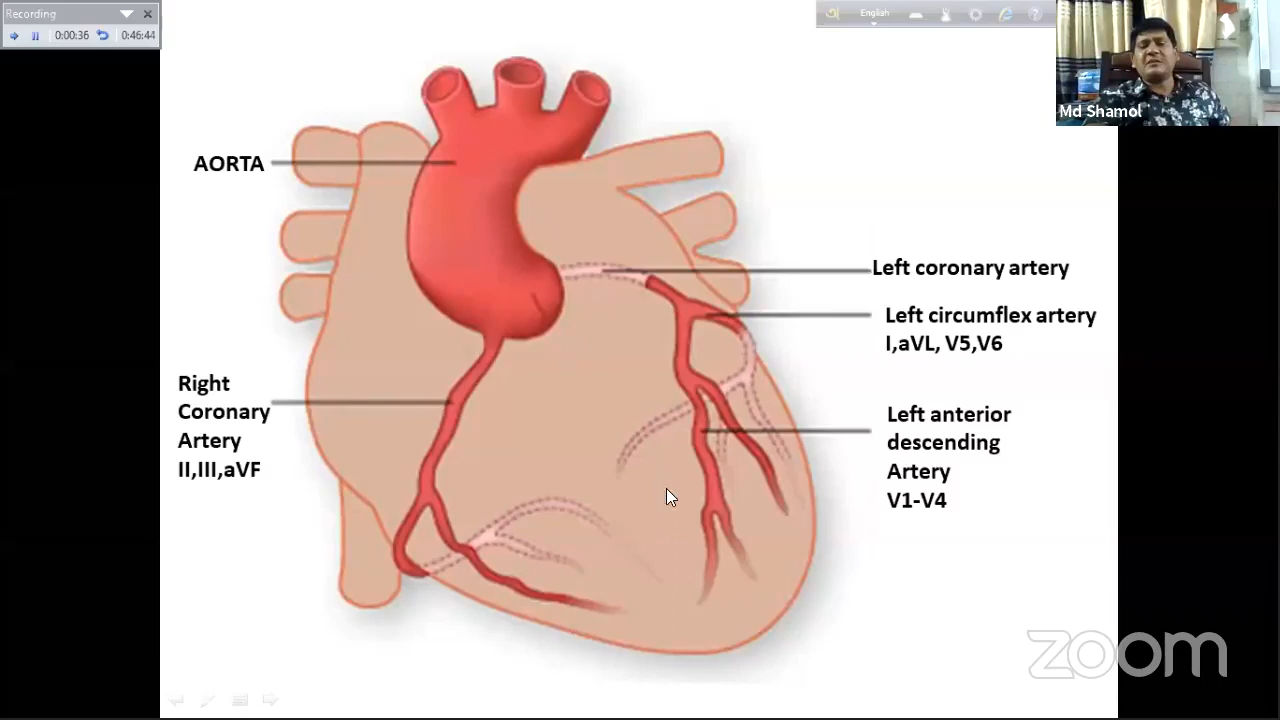 Recording
0:00:36
0:46:44
English
Md Shamol
AORTA
Left coronary artery
Left circumflex artery
I,aVL, V5,V6
Right
Coronary
Artery
II,III,aVF
Left anterior
descending
Artery
V1-V4
zoom